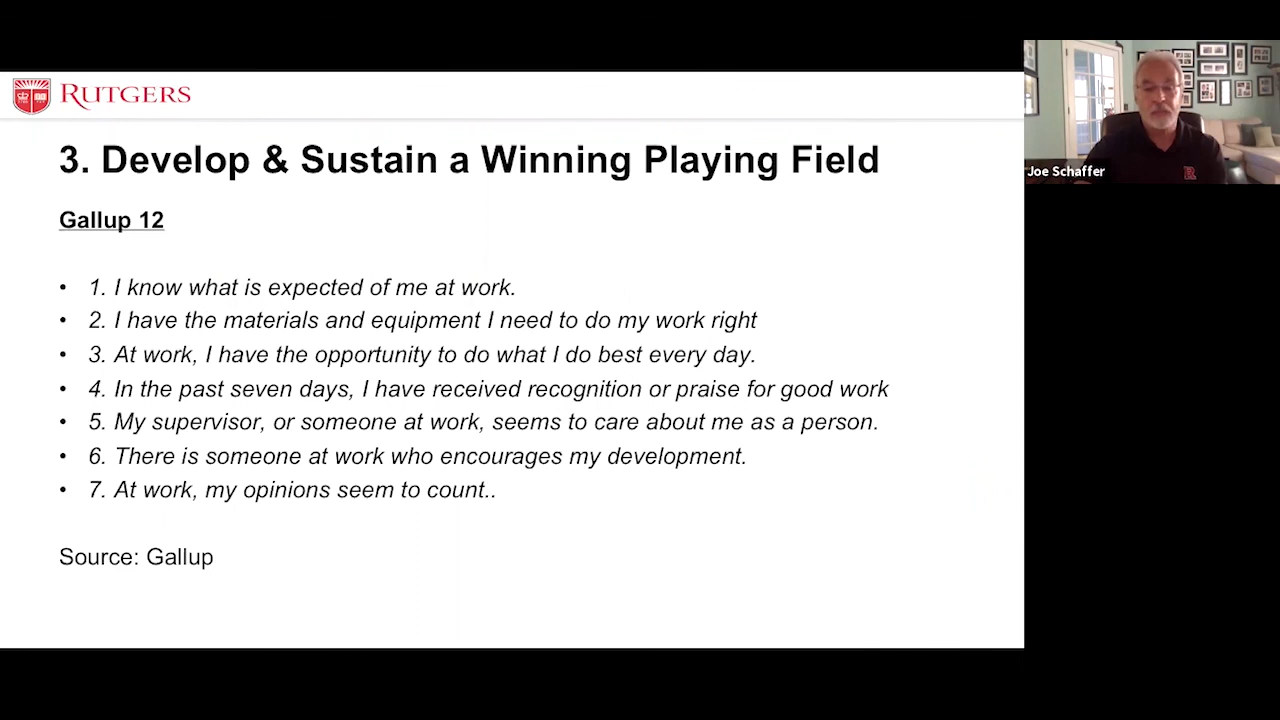 RUTGERS
3. Develop & Sustain a Winning Playing Field
Gallup 12
• 1. I know what is expected of me at work.
• 2. I have the materials and equipment I need to do my work right
• 3. At work, I have the opportunity to do what I do best every day.
• 4. In the past seven days, I have received recognition or praise for good work
• 5. My supervisor, or someone at work, seems to care about me as a person.
• 6. There is someone at work who encourages my development.
• 7. At work, my opinions seem to count..
Source: Gallup
Joe Schaffer
R